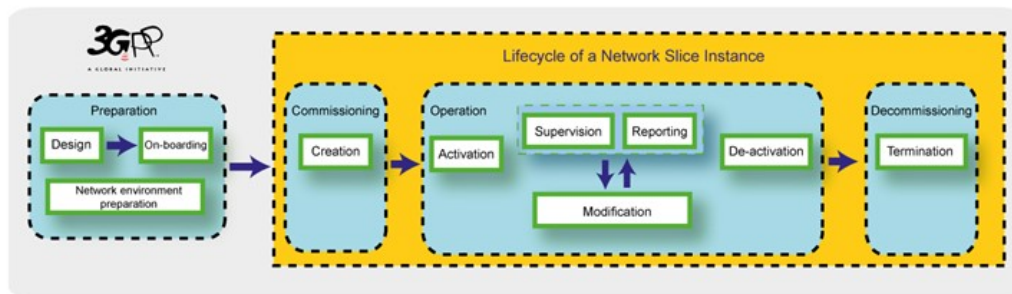 3GPP
A GLOBAL INITIATIVE
Lifecycle of a Network Slice Instance
Preparation
Design
On-boarding
Network environment
preparation
Commissioning
Creation
Operation
Activation
Supervision
Reporting
Modification
De-activation
Decommissioning
Termination